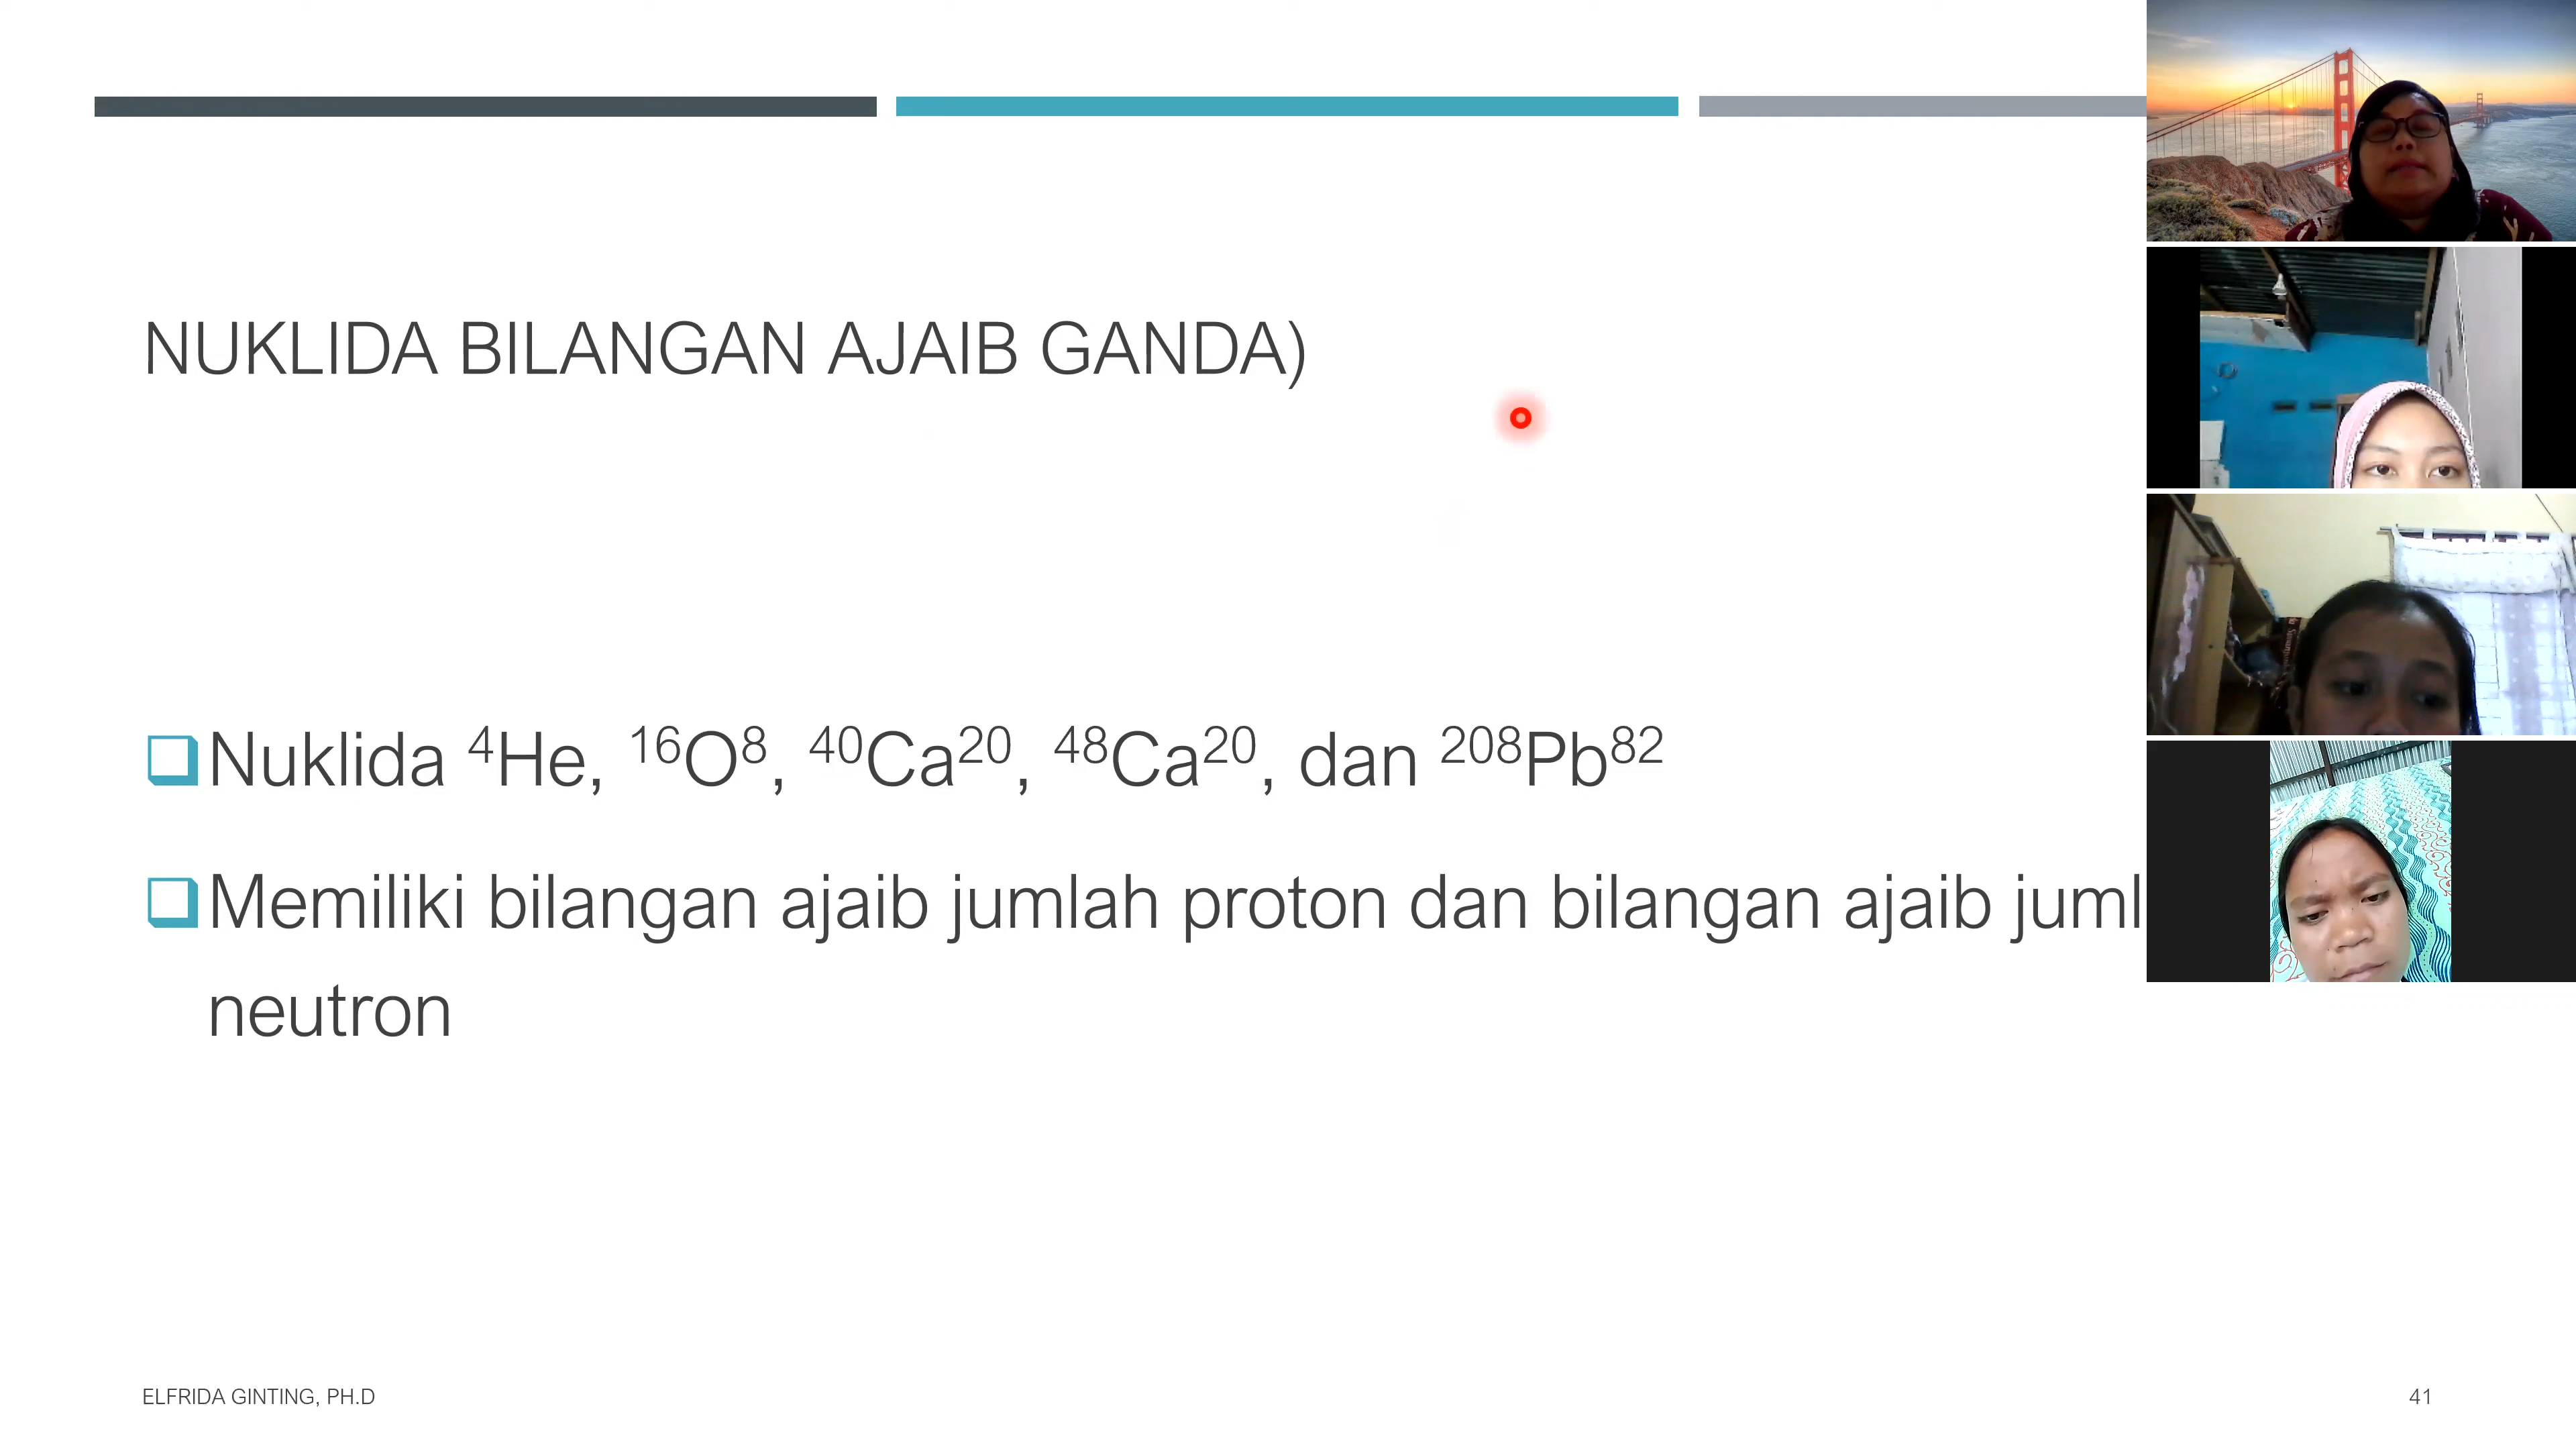 NUKLIDA BILANGAN AJAIB GANDA)
Nuklida ⁴He, ¹⁶O⁸, ⁴⁰Ca²⁰, ⁴⁸Ca²⁰, dan ²⁰⁸Pb⁸²
Memiliki bilangan ajaib jumlah proton dan bilangan ajaib juml
neutron
ELFRIDA GINTING, PH.D
41